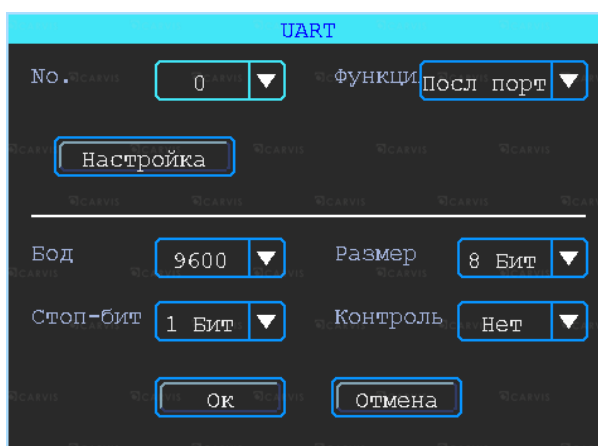 UART
No. 0 Функци Посл порт
Настройка
Бод 9600 Размер 8 Бит
Стоп-бит 1 Бит Контроль Нет
Ок Отмена
CARVIS